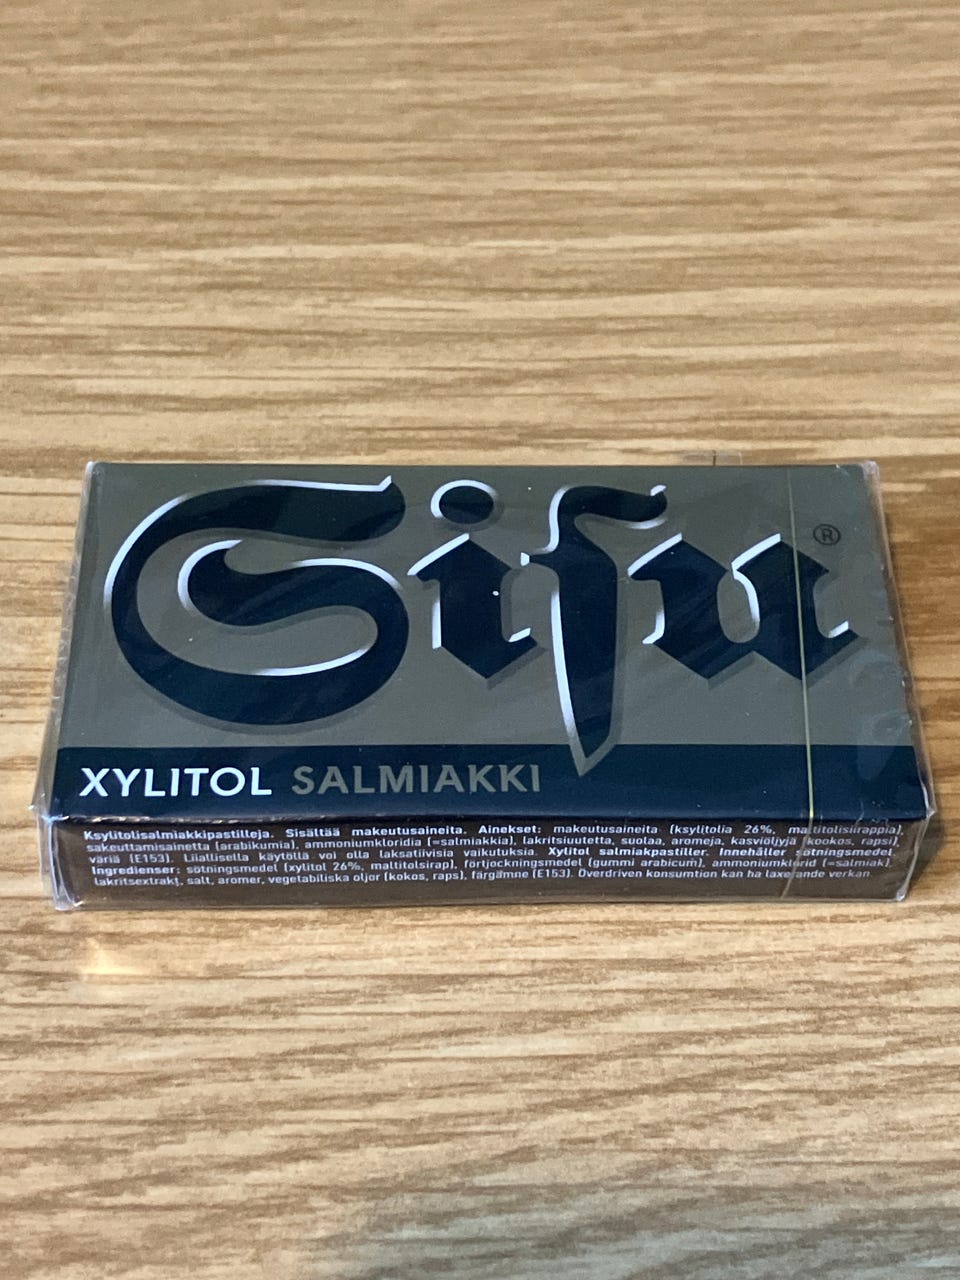 Sisu®
XYLITOL SALMIAKKI
Ksylitolisalmiakkipastilleja. Sisältää makeutusaineita. Ainekset: makeutusaineita (ksylitolia 26%, maltitolisiirappia),
sakeuttamisainetta (arabikumia), ammoniumkloridia (=salmiakkia), lakritsiuutetta, suolaa, aromeja, kasviöljyjä (kookos, rapsi),
väriä (E153). Liiallisella käytöllä voi olla laksatiivisia vaikutuksia. Xylitol salmiakpastiller. Innehåller sötningsmedel.
Ingredienser: sötningsmedel (xylitol 26%, maltitolsirap), förtjockningsmedel (gummi arabicum), ammoniumklorid (=salmiak),
lakritsextrakt, salt, aromer, vegetabiliska oljor (kokos, raps), färgämne (E153). Overdriven konsumtion kan ha laxerande verkan.